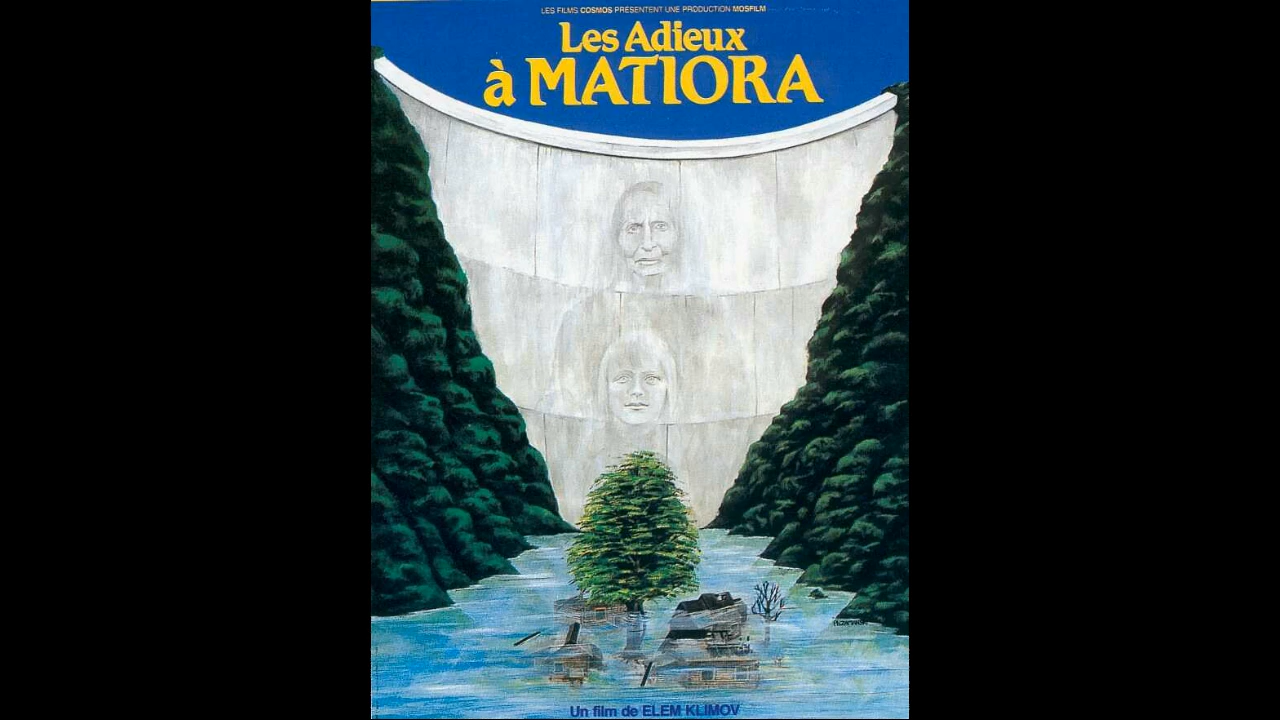 LES FILMS COSMOS PRÉSENTENT UNE PRODUCTION MOSFILM
Les Adieux
à MATIORA
Un film de ELEM KLIMOV